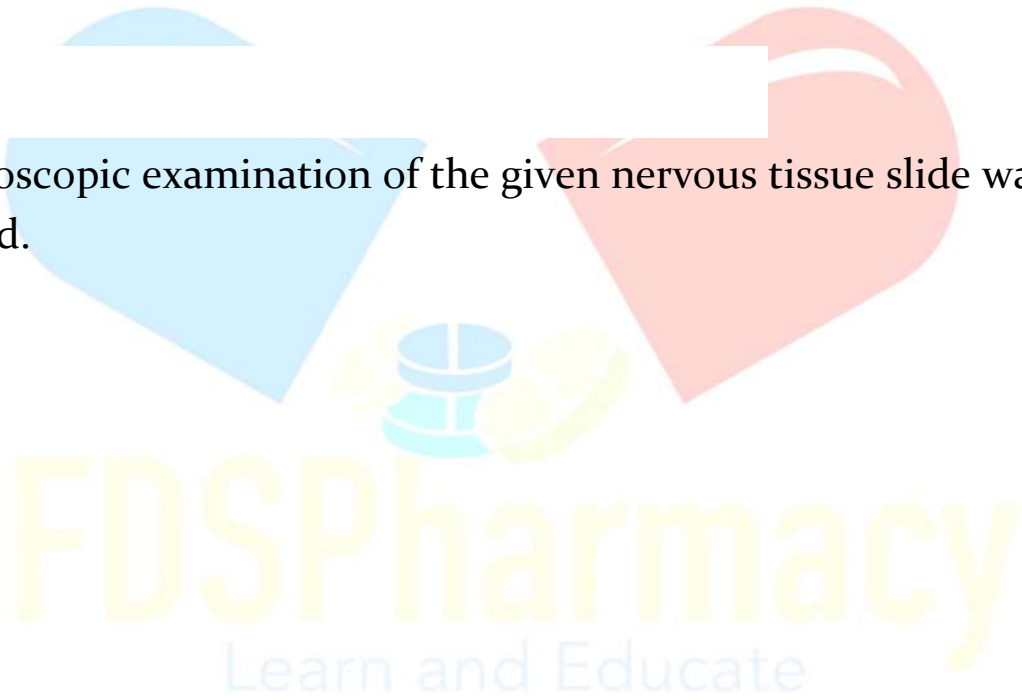 oscopic examination of the given nervous tissue slide wa
d.
FDSPharmacy
Learn and Educate